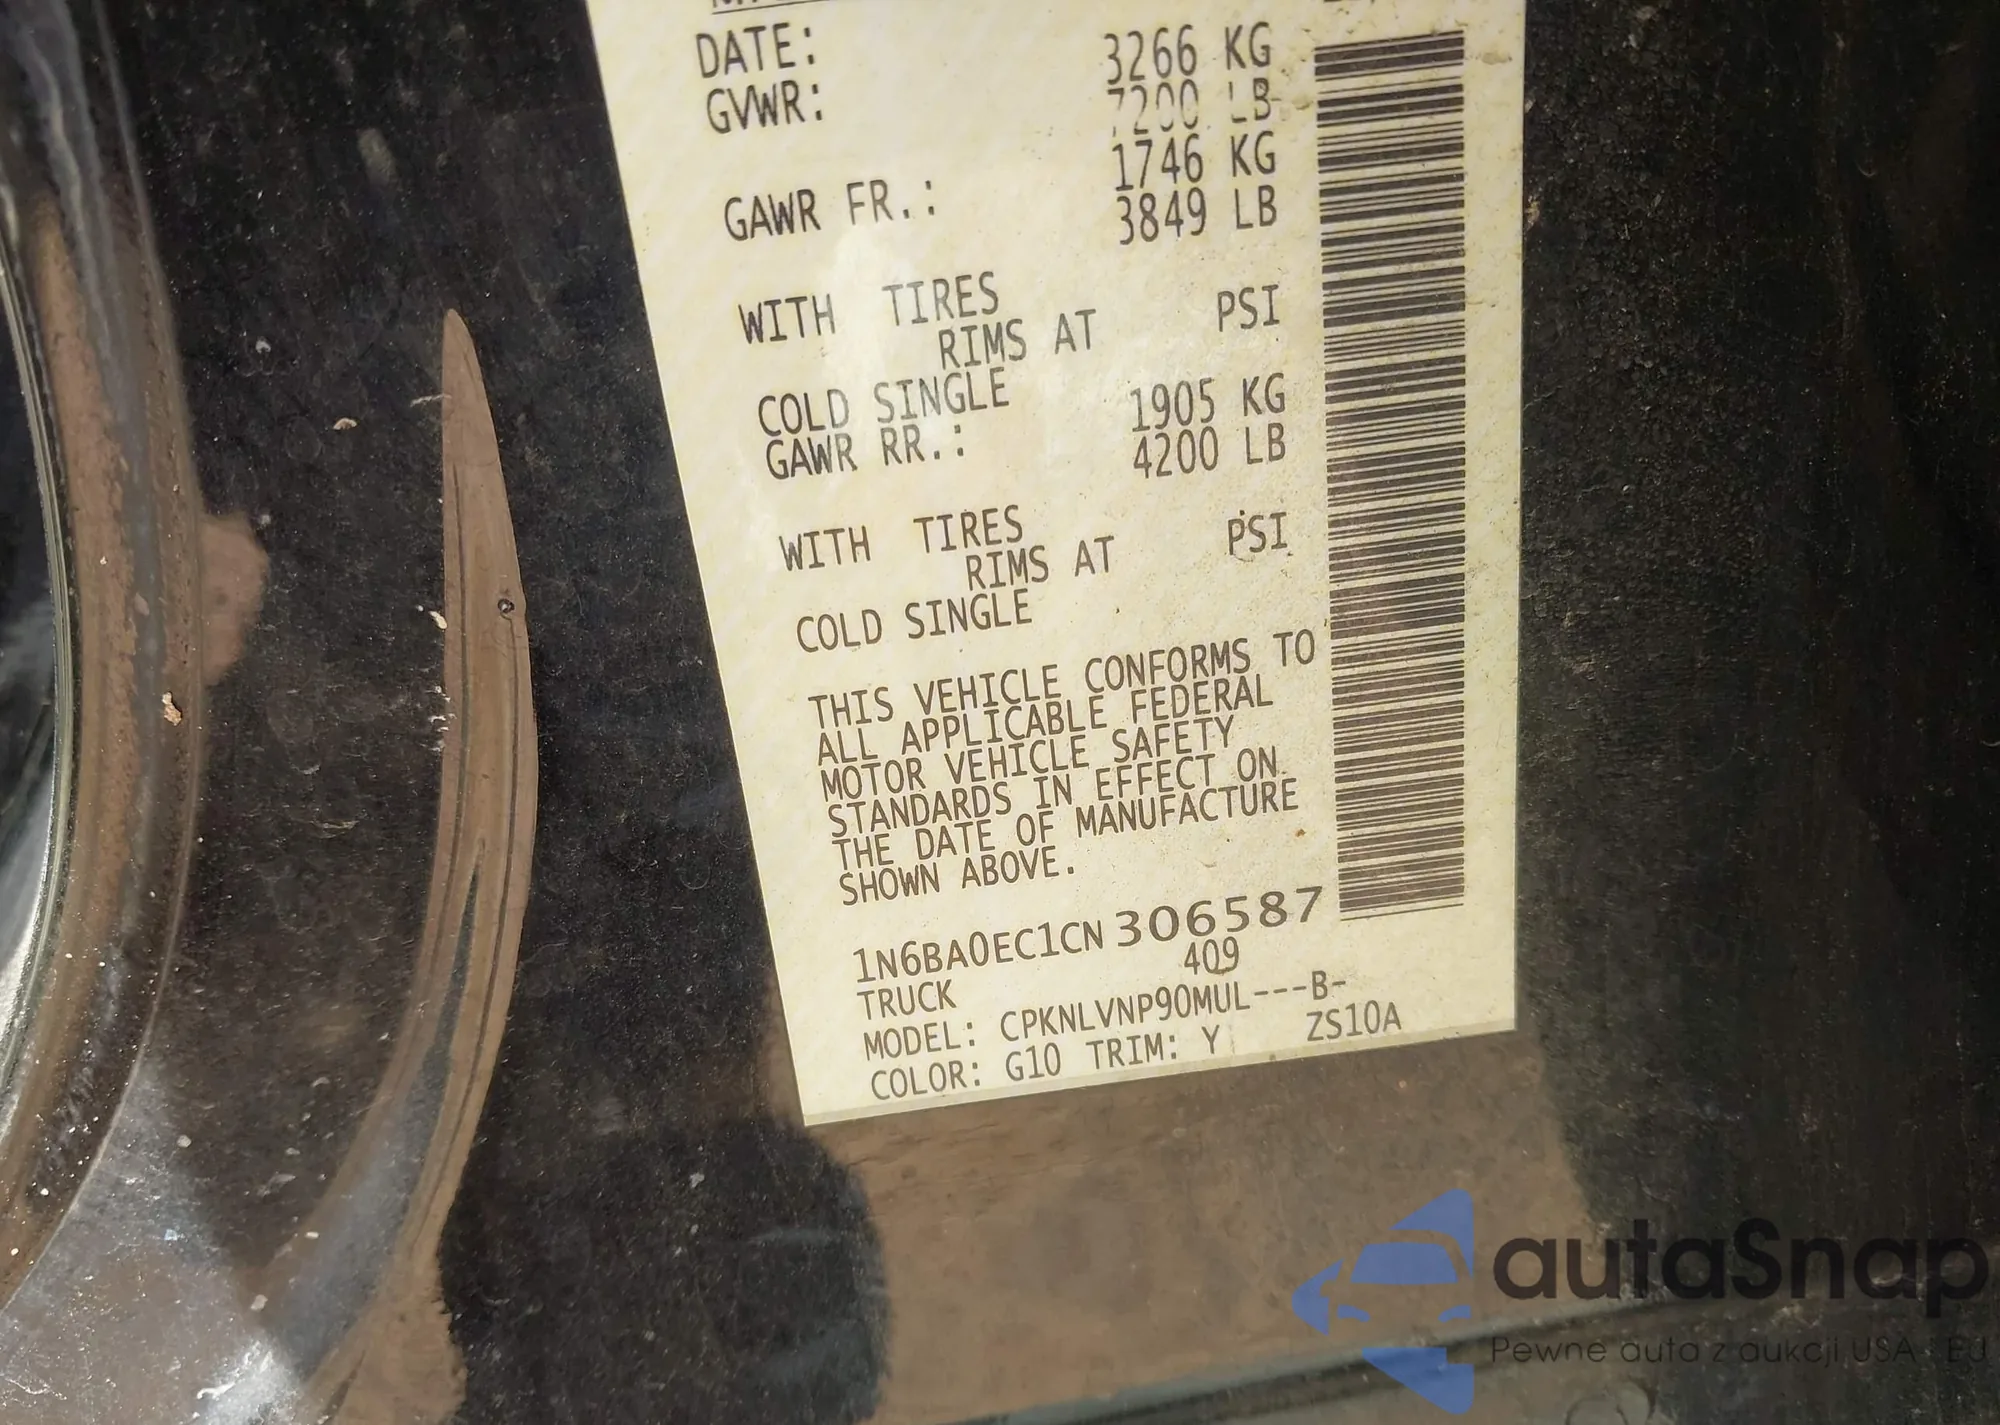 DATE: 3266 KG
GVWR: 7200 LB
1746 KG
GAWR FR.: 3849 LB
WITH TIRES PSI
RIMS AT
COLD SINGLE 1905 KG
GAWR RR.: 4200 LB
WITH TIRES PSI
RIMS AT
COLD SINGLE
THIS VEHICLE CONFORMS TO
ALL APPLICABLE FEDERAL
MOTOR VEHICLE SAFETY
STANDARDS IN EFFECT ON
THE DATE OF MANUFACTURE
SHOWN ABOVE.
1N6BA0EC1CN 306587
TRUCK 409
MODEL: CPKNLVNP90MUL---B-
COLOR: G10 TRIM: Y ZS10A
autaSnap
Pewne auta z aukcji USA i EU